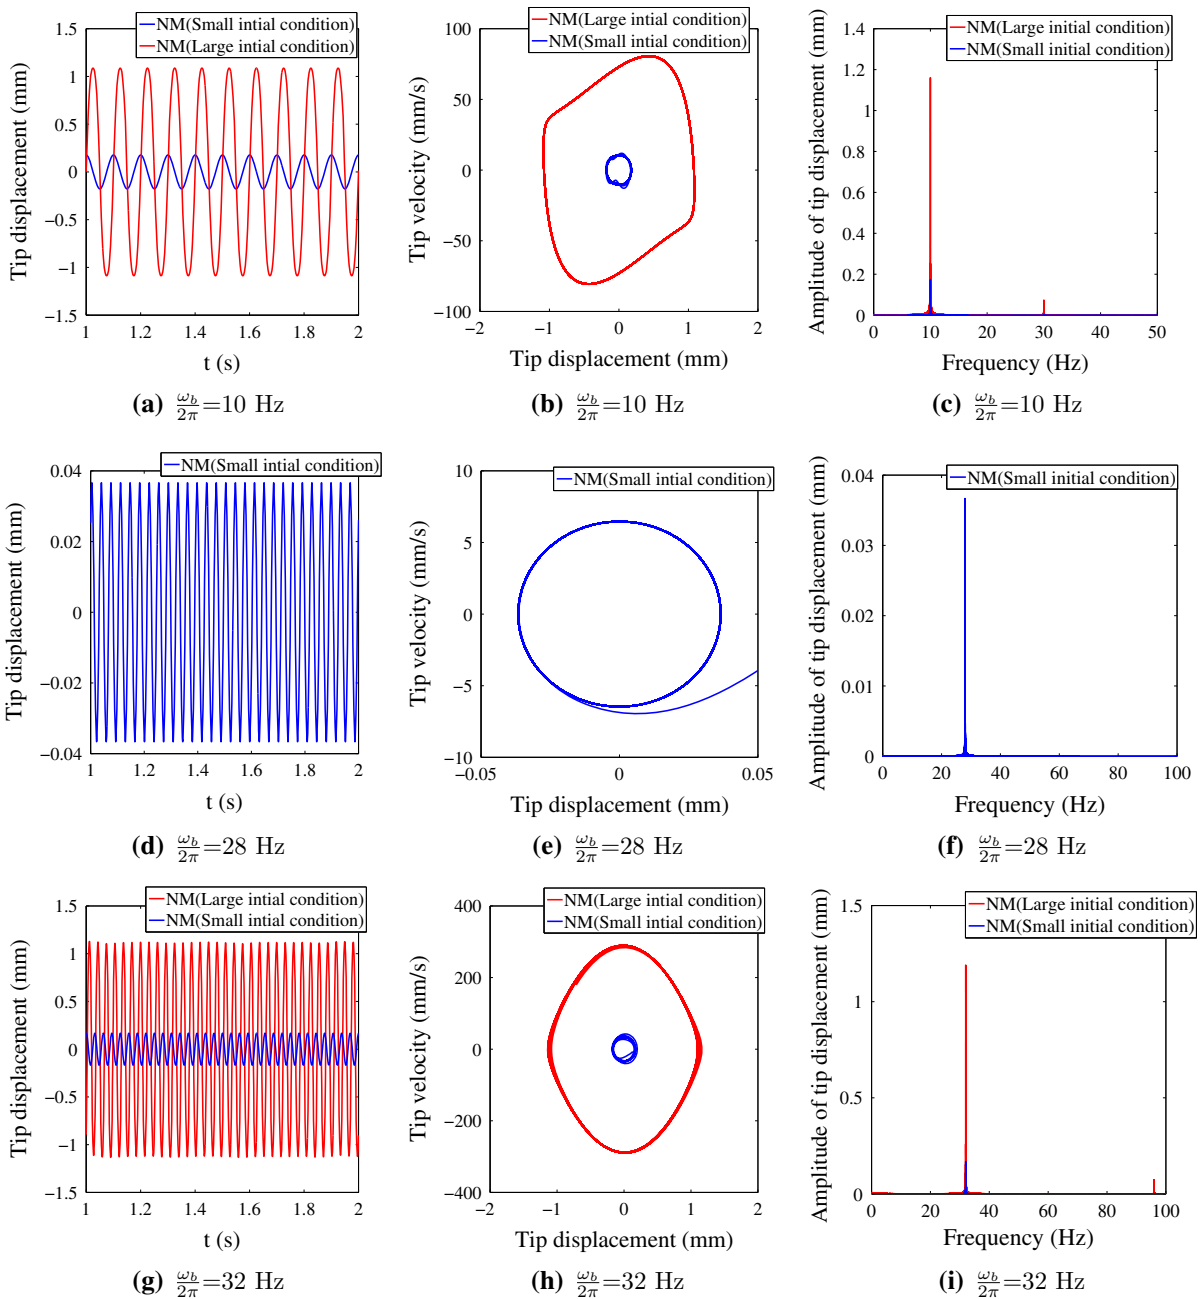 NM(Small intial condition)
NM(Large intial condition)
1.5
1
0.5
0
−0.5
−1
−1.5
1 1.2 1.4 1.6 1.8 2
Tip displacement (mm)
t (s)
(a) ωb/2π=10 Hz
NM(Large intial condition)
NM(Small intial condition)
100
50
0
−50
−100
−2 −1 0 1 2
Tip velocity (mm/s)
Tip displacement (mm)
(b) ωb/2π=10 Hz
NM(Large intial condition)
NM(Small initial condition)
1.4
1.2
1
0.8
0.6
0.4
0.2
0
0 10 20 30 40 50
Amplitude of tip displacement (mm)
Frequency (Hz)
(c) ωb/2π=10 Hz
NM(Small intial condition)
0.04
0.02
0
−0.02
−0.04
1 1.2 1.4 1.6 1.8 2
Tip displacement (mm)
t (s)
(d) ωb/2π=28 Hz
NM(Small intial condition)
10
5
0
−5
−10
−0.05 0 0.05
Tip velocity (mm/s)
Tip displacement (mm)
(e) ωb/2π=28 Hz
NM(Small initial condition)
0.04
0.03
0.02
0.01
0
0 20 40 60 80 100
Amplitude of tip displacement (mm)
Frequency (Hz)
(f) ωb/2π=28 Hz
NM(Large intial condition)
NM(Small intial condition)
1.5
1
0.5
0
−0.5
−1
−1.5
1 1.2 1.4 1.6 1.8 2
Tip displacement (mm)
t (s)
(g) ωb/2π=32 Hz
NM(Large intial condition)
NM(Small intial condition)
400
200
0
−200
−400
−2 −1 0 1 2
Tip velocity (mm/s)
Tip displacement (mm)
(h) ωb/2π=32 Hz
NM(Large initial condition)
NM(Small initial condition)
1.5
1
0.5
0
0 20 40 60 80 100
Amplitude of tip displacement (mm)
Frequency (Hz)
(i) ωb/2π=32 Hz